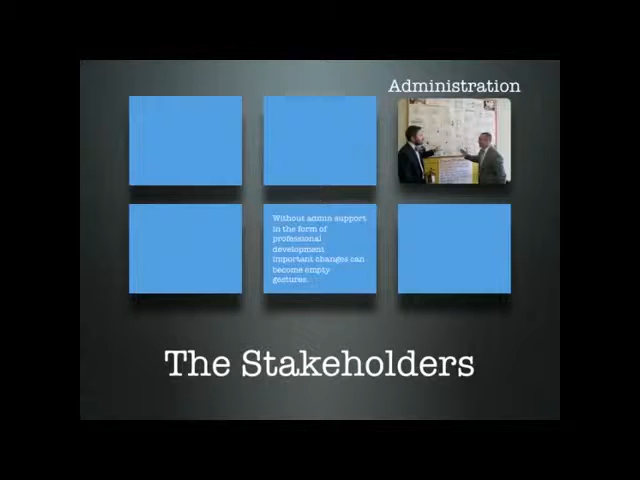 Administration
Without admin support
in the form of
professional
development
important changes can
become empty
gestures.
The Stakeholders